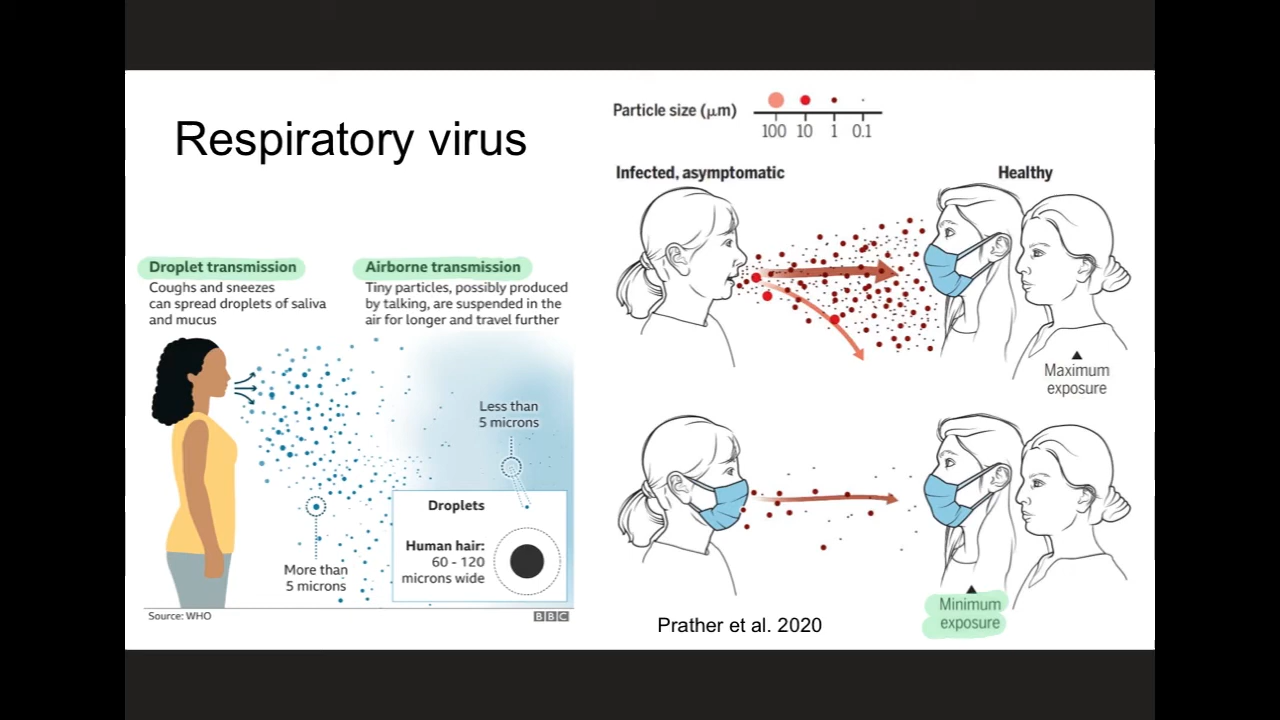 Respiratory virus
Droplet transmission
Coughs and sneezes
can spread droplets of saliva
and mucus
Airborne transmission
Tiny particles, possibly produced
by talking, are suspended in the
air for longer and travel further
Less than
5 microns
More than
5 microns
Droplets
Human hair:
60 - 120
microns wide
Source: WHO
BBC
Particle size (μm)
100 10 1 0.1
Infected, asymptomatic
Healthy
Maximum
exposure
Minimum
exposure
Prather et al. 2020